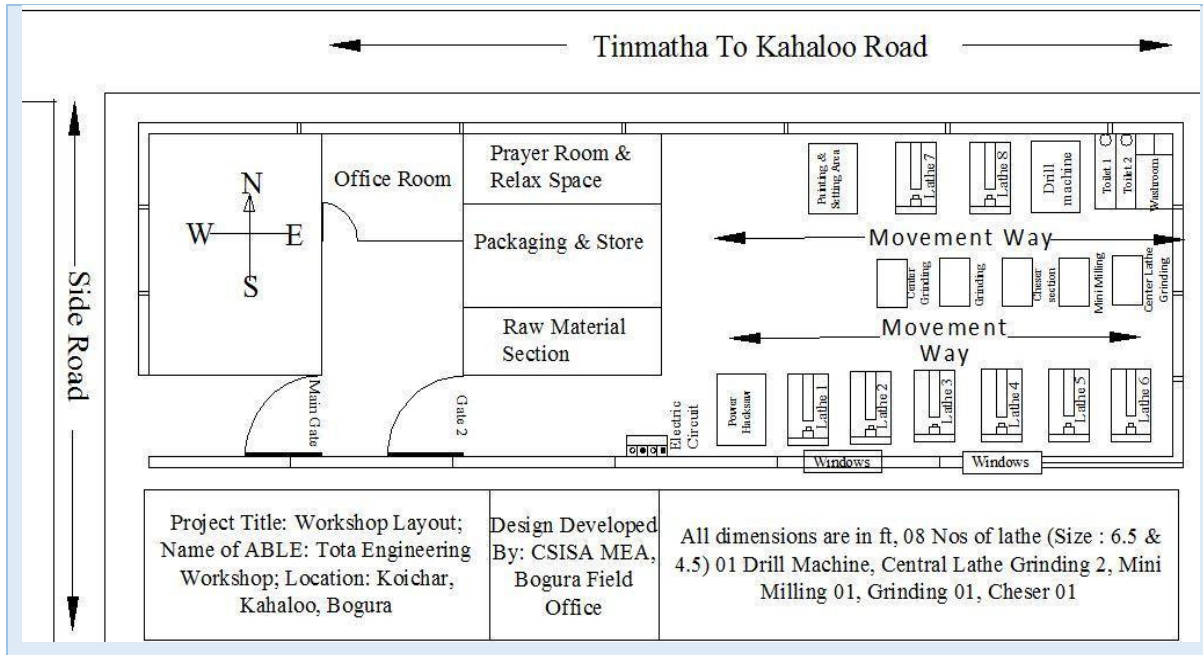 Tinmatha To Kahaloo Road
Side Road
N
W
E
S
Office Room
Prayer Room &
Relax Space
Packaging & Store
Raw Material
Section
Main Gate
Gate 2
Electric
Circuit
Painting &
Setting Area
Lathe 7
Lathe 8
Drill
machine
Toilet 1
Toilet 2
Washroom
Movement Way
Center
Grinding
Grinding
Cheser
section
Mini Milling
Center Lathe
Grinding
Movement
Way
Power
Hacksaw
Lathe 1
Lathe 2
Lathe 3
Lathe 4
Lathe 5
Lathe 6
Windows
Windows
Project Title: Workshop Layout;
Name of ABLE: Tota Engineering
Workshop; Location: Koichar,
Kahaloo, Bogura
Design Developed
By: CSISA MEA,
Bogura Field
Office
All dimensions are in ft, 08 Nos of lathe (Size : 6.5 &
4.5) 01 Drill Machine, Central Lathe Grinding 2, Mini
Milling 01, Grinding 01, Cheser 01